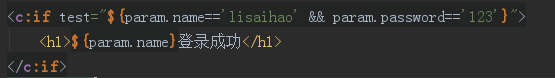 <c:if test="${param.name=='lisaihao' && param.password=='123'}">
<h1>${param.name}登录成功</h1>
</c:if>